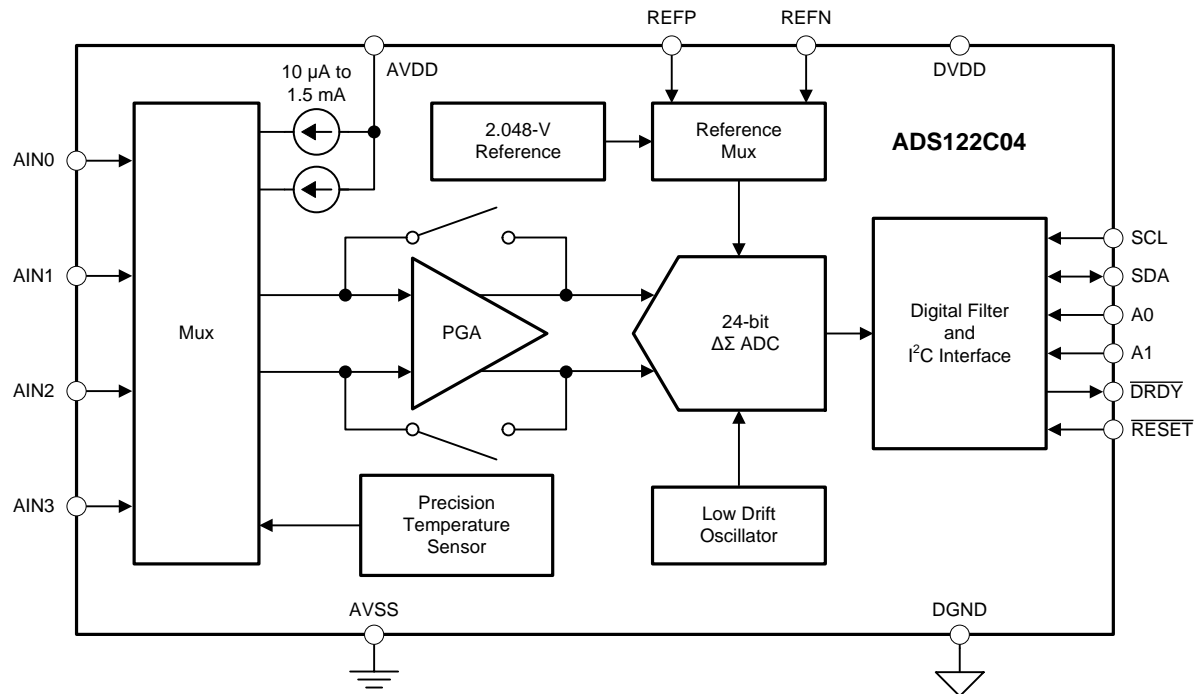 REFP
REFN
AVDD
DVDD
10 µA to
1.5 mA
2.048-V
Reference
Reference
Mux
ADS122C04
AIN0
AIN1
AIN2
AIN3
Mux
PGA
24-bit
ΔΣ ADC
Digital Filter
and
I²C Interface
SCL
SDA
A0
A1
DRDY
RESET
Precision
Temperature
Sensor
Low Drift
Oscillator
AVSS
DGND